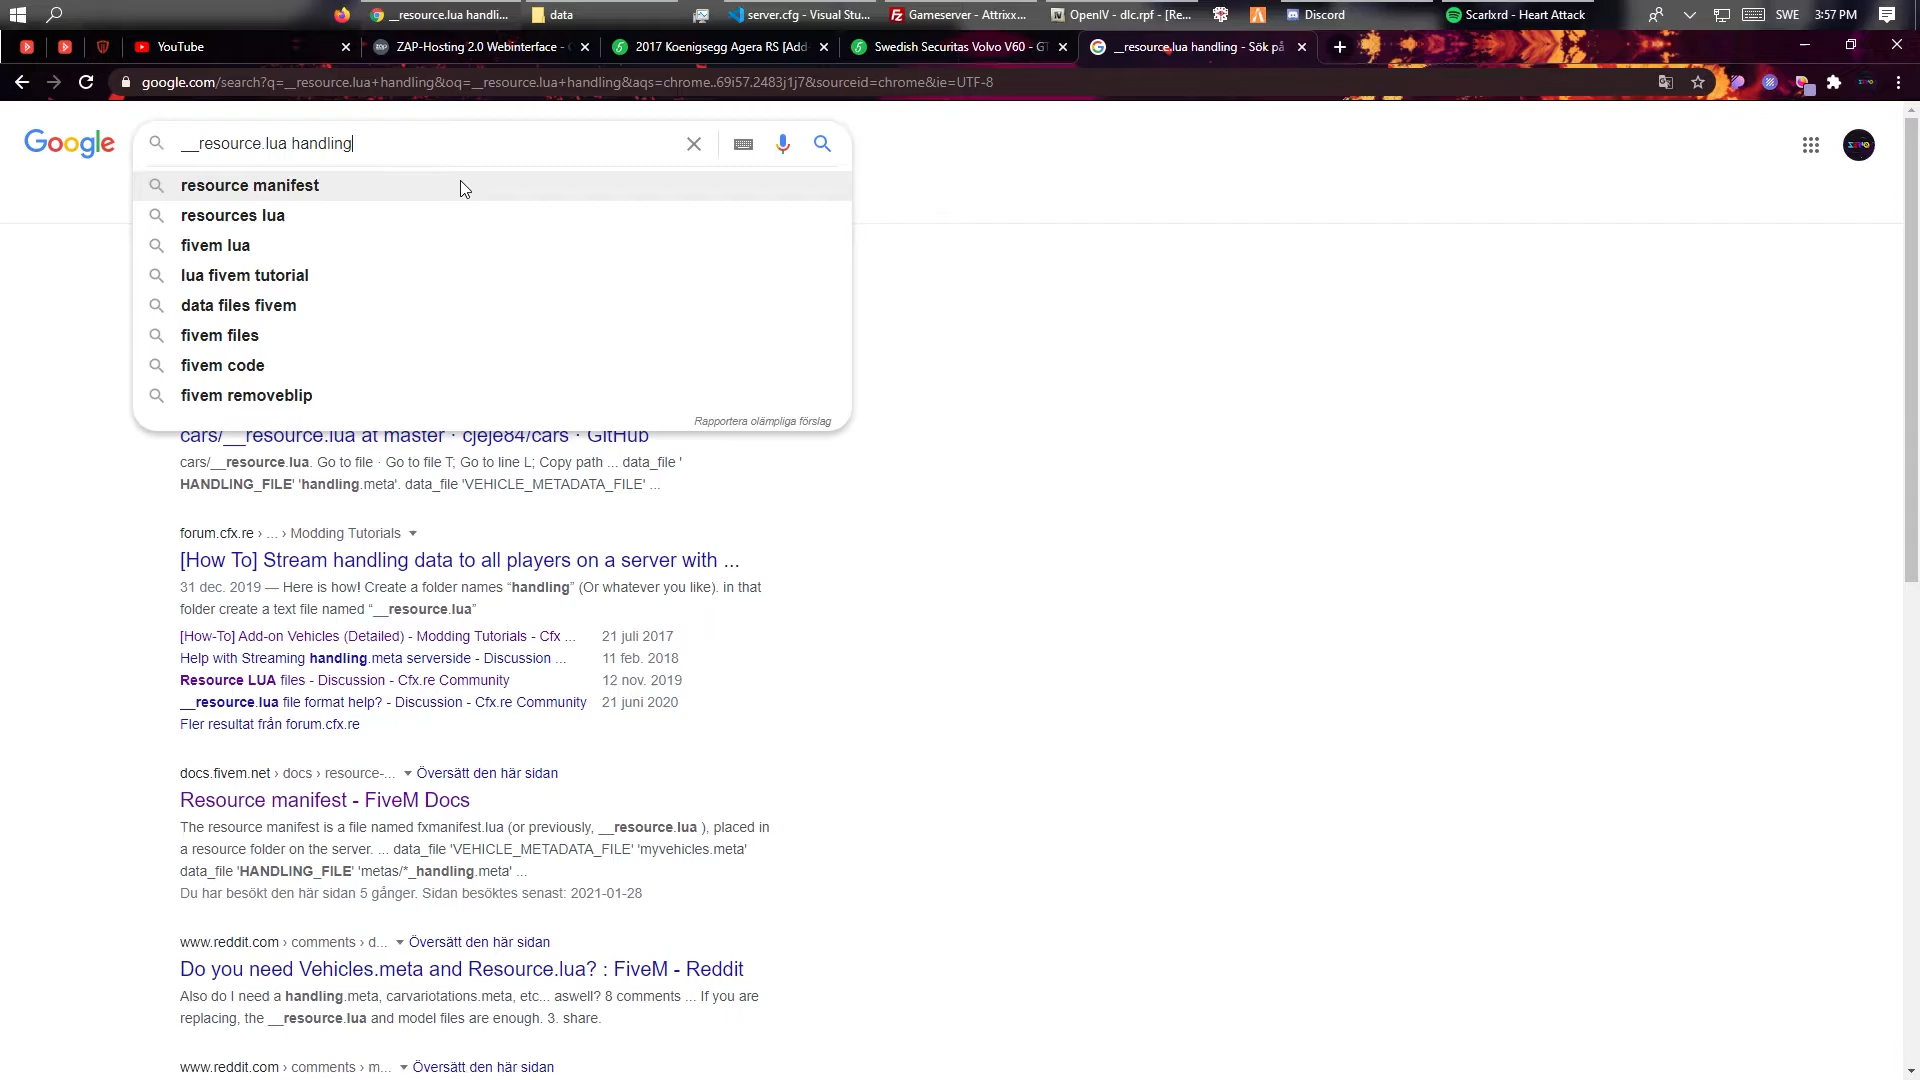 __resource.lua handli...
data
server.cfg - Visual Stu...
Gameserver - Attrixx...
OpenIV - dlc.rpf - [Re...
Discord
Scarlxrd - Heart Attack
SWE
3:57 PM
YouTube
ZAP-Hosting 2.0 Webinterface -
2017 Koenigsegg Agera RS [Add-
Swedish Securitas Volvo V60 - GT
__resource.lua handling - Sök på
google.com/search?q=__resource.lua+handling&oq=__resource.lua+handling&aqs=chrome..69i57.2483j1j7&sourceid=chrome&ie=UTF-8
Google
__resource.lua handling
resource manifest
resources lua
fivem lua
lua fivem tutorial
data files fivem
fivem files
fivem code
fivem removeblip
Rapportera olämpliga förslag
cars/__resource.lua at master · cjeje84/cars · GitHub
cars/__resource.lua. Go to file · Go to file T; Go to line L; Copy path ... data_file '
HANDLING_FILE' 'handling.meta'. data_file 'VEHICLE_METADATA_FILE' ...
forum.cfx.re › ... › Modding Tutorials
[How To] Stream handling data to all players on a server with ...
31 dec. 2019 — Here is how! Create a folder names “handling” (Or whatever you like). in that
folder create a text file named “__resource.lua”
[How-To] Add-on Vehicles (Detailed) - Modding Tutorials - Cfx ... 21 juli 2017
Help with Streaming handling.meta serverside - Discussion ... 11 feb. 2018
Resource LUA files - Discussion - Cfx.re Community 12 nov. 2019
__resource.lua file format help? - Discussion - Cfx.re Community 21 juni 2020
Fler resultat från forum.cfx.re
docs.fivem.net › docs › resource-... Översätt den här sidan
Resource manifest - FiveM Docs
The resource manifest is a file named fxmanifest.lua (or previously, __resource.lua ), placed in
a resource folder on the server. ... data_file 'VEHICLE_METADATA_FILE' 'myvehicles.meta'
data_file 'HANDLING_FILE' 'metas/*_handling.meta' ...
Du har besökt den här sidan 5 gånger. Sidan besöktes senast: 2021-01-28
www.reddit.com › comments › d... Översätt den här sidan
Do you need Vehicles.meta and Resource.lua? : FiveM - Reddit
Also do I need a handling.meta, carvariotations.meta, etc... aswell? 8 comments ... If you are
replacing, the __resource.lua and model files are enough. 3. share.
www.reddit.com › comments › m... Översätt den här sidan